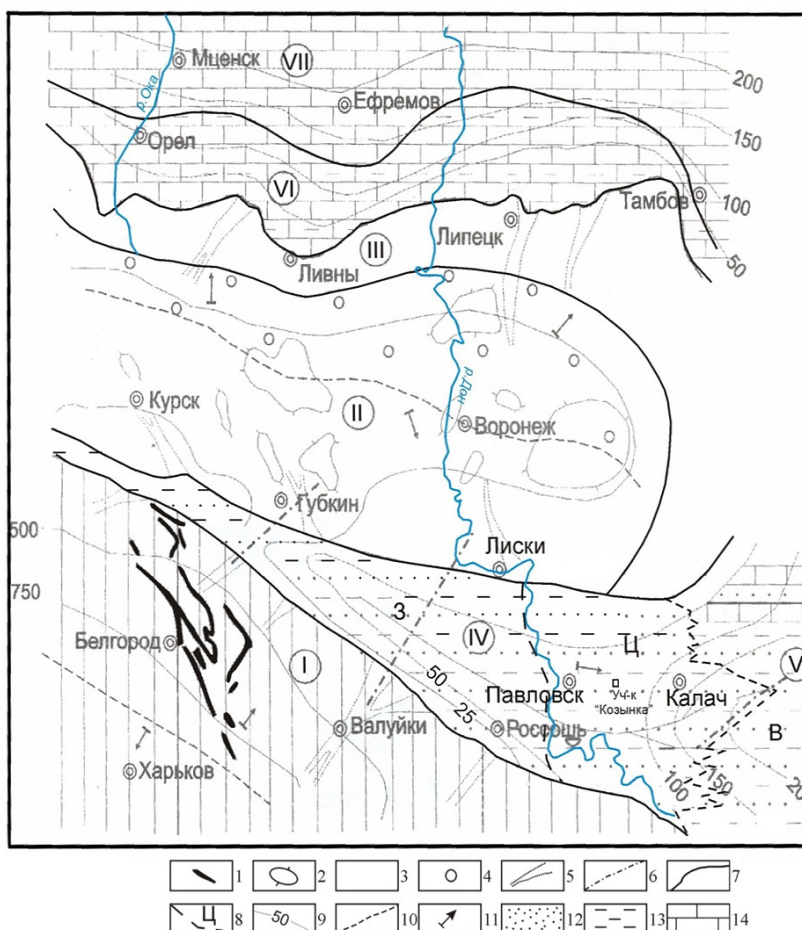 Мценск
VII
200
р.Ока
Ефремов
150
Орел
VI
Тамбов
100
Липецк
III
Ливны
50
р.Дон
Курск
II
Воронеж
Губкин
500
Лиски
750
З
IV
Ц
Белгород
I
50
Павловск
Уч-к
"Козынка"
Калач
V
25
Россошь
В
Валуйки
Харьков
100
150
20
1
2
3
4
5
6
7
Ц
8
50
9
10
11
12
13
14